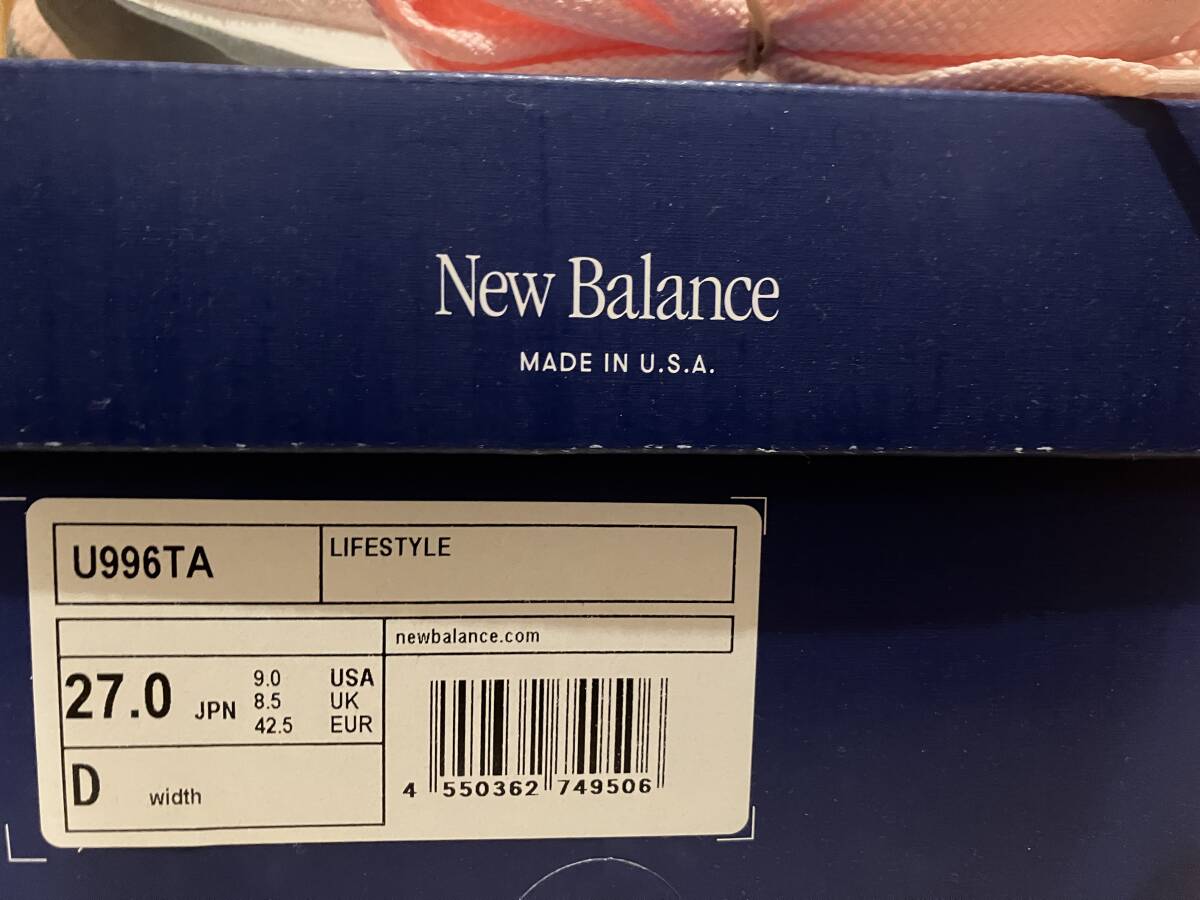 New Balance
MADE IN U.S.A.
U996TA
LIFESTYLE
newbalance.com
27.0 JPN
9.0 USA
8.5 UK
42.5 EUR
D width
4 550362 749506